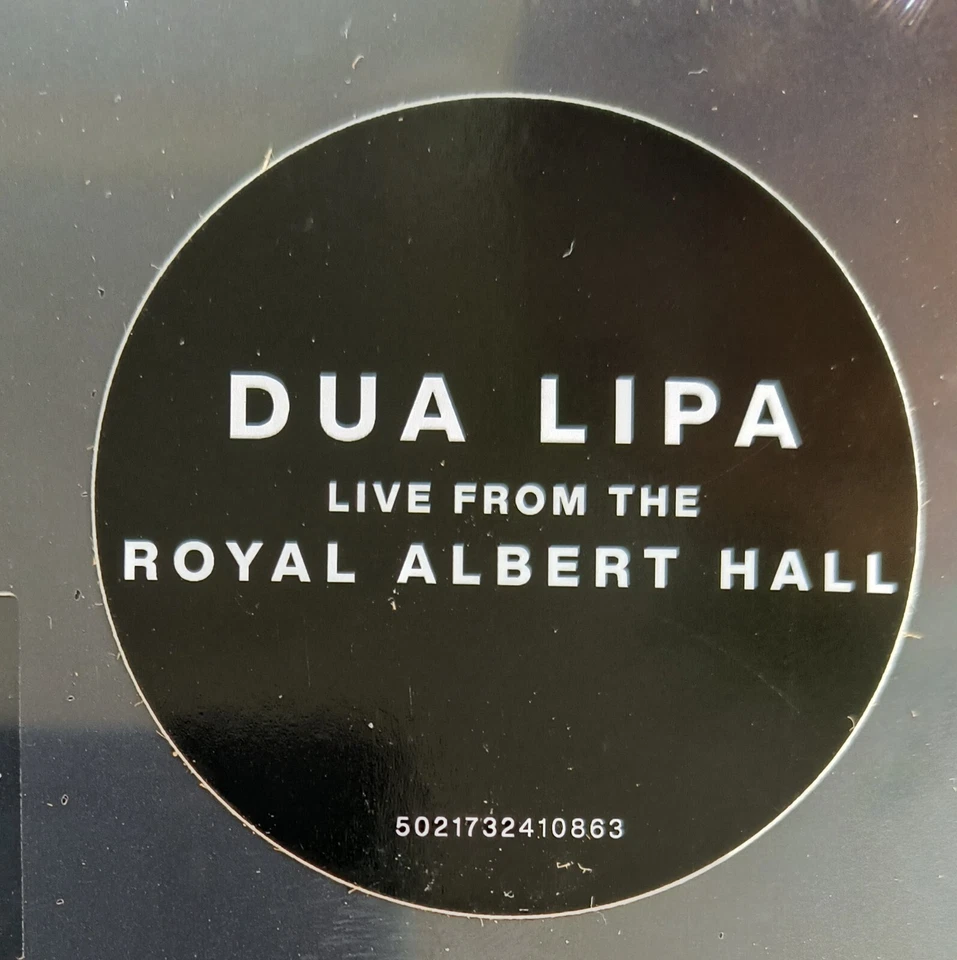 DUA LIPA
LIVE FROM THE
ROYAL ALBERT HALL
5021732410863